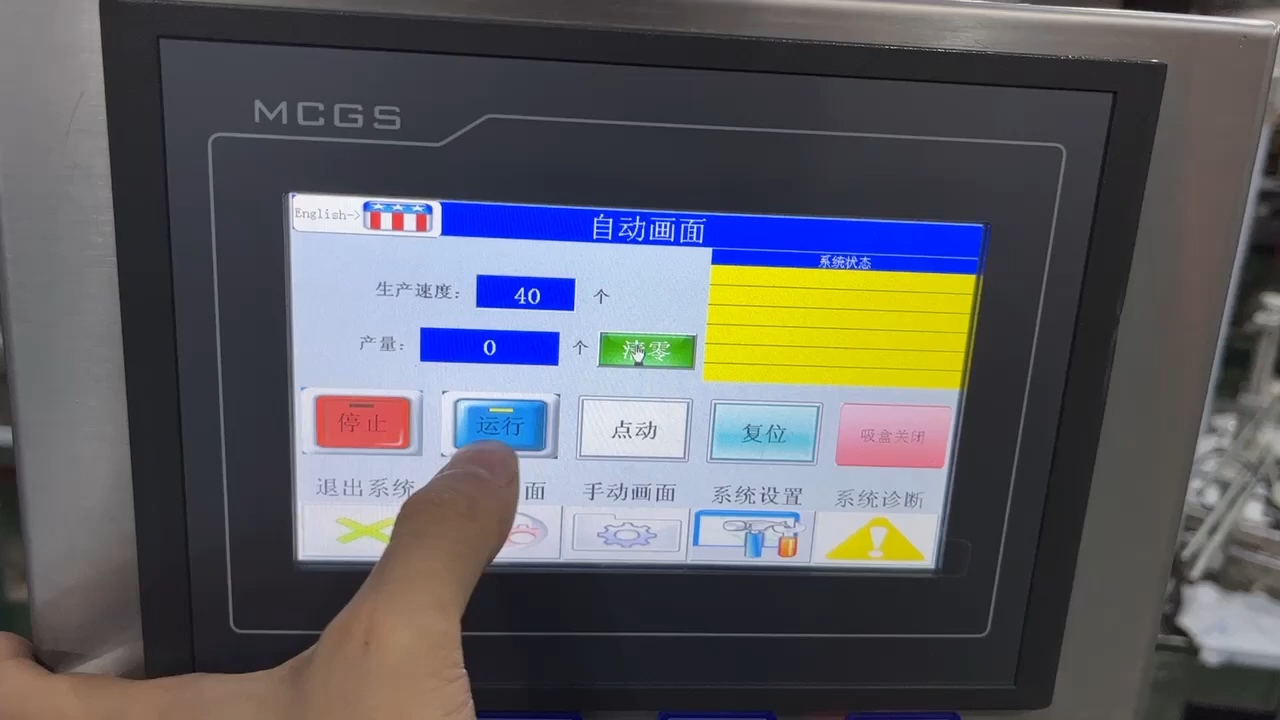 MCGS
English->
自动画面
系统状态
生产速度： 40 个
产量： 0 个 清零
停止 运行 点动 复位 吸盒关闭
退出系统 面 手动画面 系统设置 系统诊断